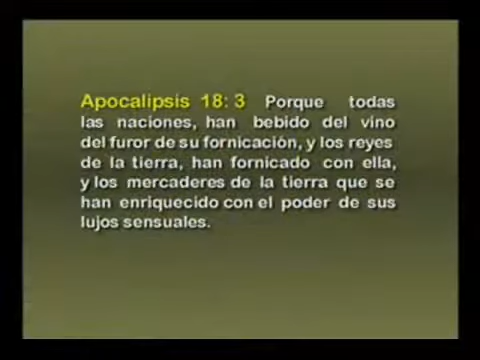 Apocalipsis 18: 3 Porque todas
las naciones, han bebido del vino
del furor de su fornicación, y los reyes
de la tierra, han fornicado con ella,
y los mercaderes de la tierra que se
han enriquecido con el poder de sus
lujos sensuales.